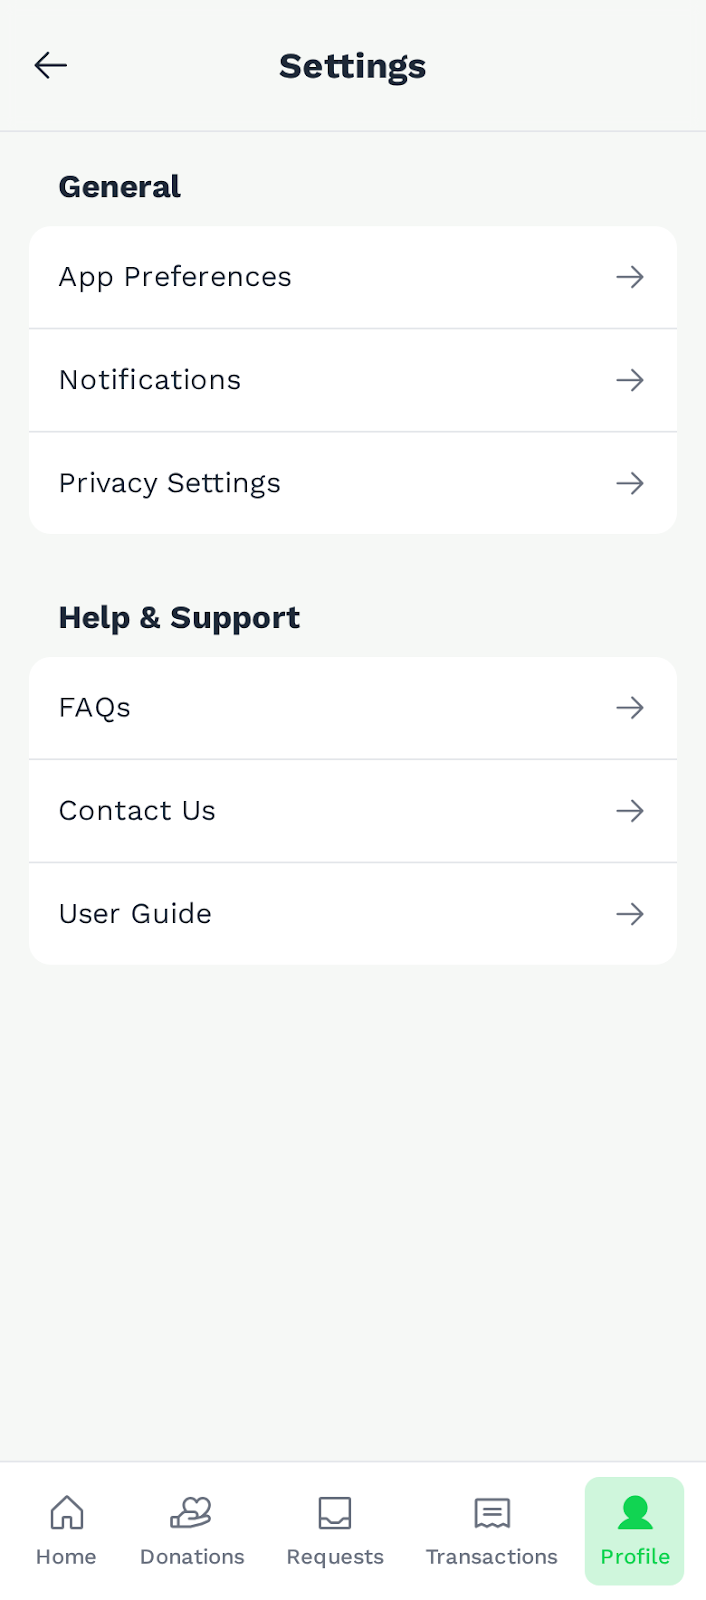 Settings
General
App Preferences
Notifications
Privacy Settings
Help & Support
FAQs
Contact Us
User Guide
Home Donations Requests Transactions Profile